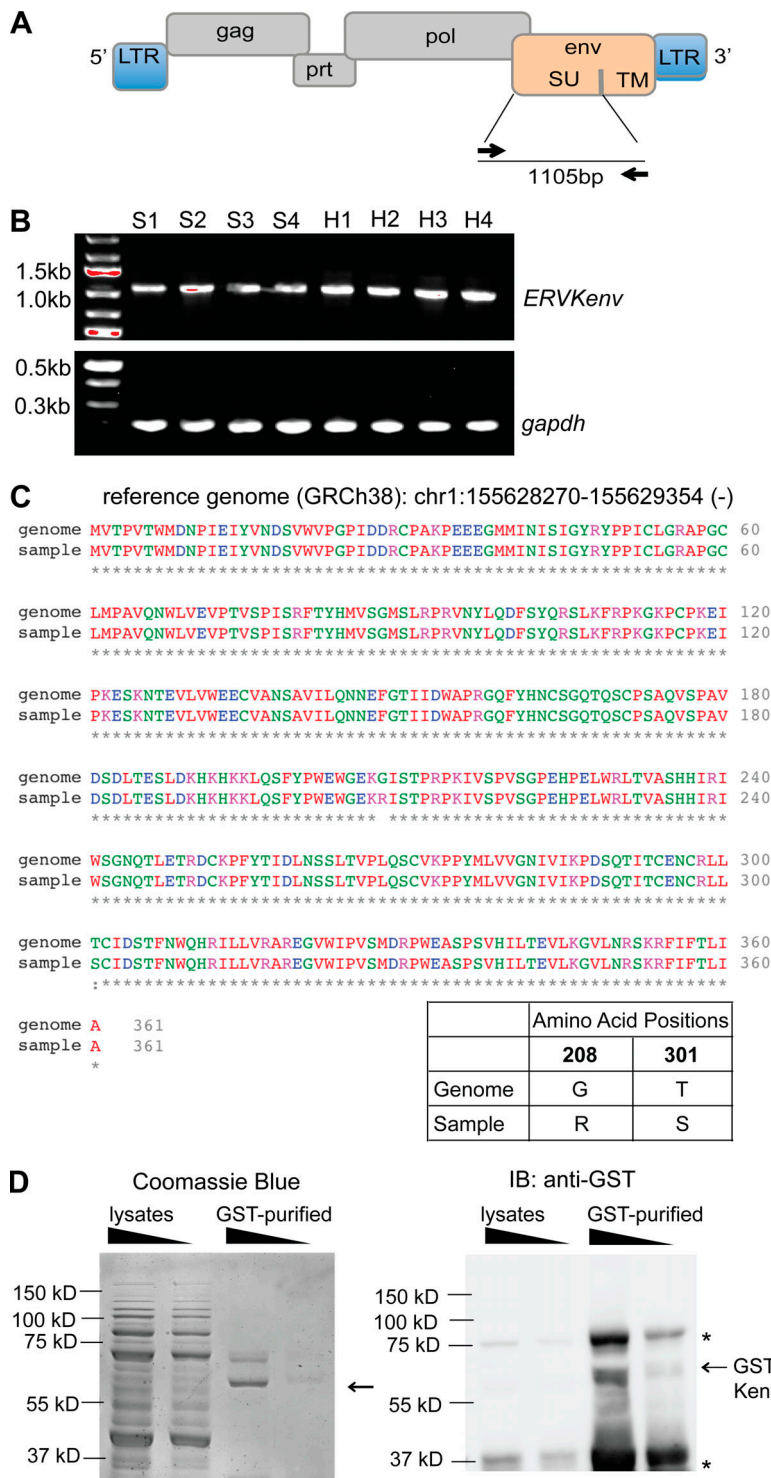 A
5’ LTR gag prt pol env SU TM LTR 3’
1105bp
B
S1 S2 S3 S4 H1 H2 H3 H4
1.5kb
1.0kb
ERVKenv
0.5kb
0.3kb
gapdh
C
reference genome (GRCh38): chr1:155628270-155629354 (-)
genome MVTPVTWMDNPIEIYVNDSVWVPGPIDDRCPAKPEEEGMMINISIGYRYPPICLGRAPGC 60
sample MVTPVTWMDNPIEIYVNDSVWVPGPIDDRCPAKPEEEGMMINISIGYRYPPICLGRAPGC 60
************************************************************
genome LMPAVQNWLVEVPTVSPISRFTYHMVSGMSLRPRVNYLQDFSYQRSLKFRPKGKPCPKEI 120
sample LMPAVQNWLVEVPTVSPISRFTYHMVSGMSLRPRVNYLQDFSYQRSLKFRPKGKPCPKEI 120
************************************************************
genome PKESKNTEVLVWEECVANSAVILQNNEFGTIIDWAPRGQFYHNCSGQTQSCPSAQVSPAV 180
sample PKESKNTEVLVWEECVANSAVILQNNEFGTIIDWAPRGQFYHNCSGQTQSCPSAQVSPAV 180
************************************************************
genome DSDLTESLDKHKHKKLQSFYPWEWGEKGISTPRPKIVSPVSGPEHPELWRLTVASHHIRI 240
sample DSDLTESLDKHKHKKLQSFYPWEWGEKRISTPRPKIVSPVSGPEHPELWRLTVASHHIRI 240
*************************** ********************************
genome WSGNQTLETRDCKPFYTIDLNSSLTVPLQSCVKPPYMLVVGNIVIKPDSQTITCENCRLL 300
sample WSGNQTLETRDCKPFYTIDLNSSLTVPLQSCVKPPYMLVVGNIVIKPDSQTITCENCRLL 300
************************************************************
genome TCIDSTFNWQHRILLVRAREGVWIPVSMDRPWEASPSVHILTEVLKGVLNRSKRFIFTLI 360
sample SCIDSTFNWQHRILLVRAREGVWIPVSMDRPWEASPSVHILTEVLKGVLNRSKRFIFTLI 360
:***********************************************************
genome A 361
sample A 361
*
Amino Acid Positions
208 301
Genome G T
Sample R S
D
Coomassie Blue
lysates GST-purified
150 kD
100 kD
75 kD
55 kD
37 kD
IB: anti-GST
lysates GST-purified
150 kD
100 kD
75 kD
*
GST
Kenv
55 kD
37 kD
*